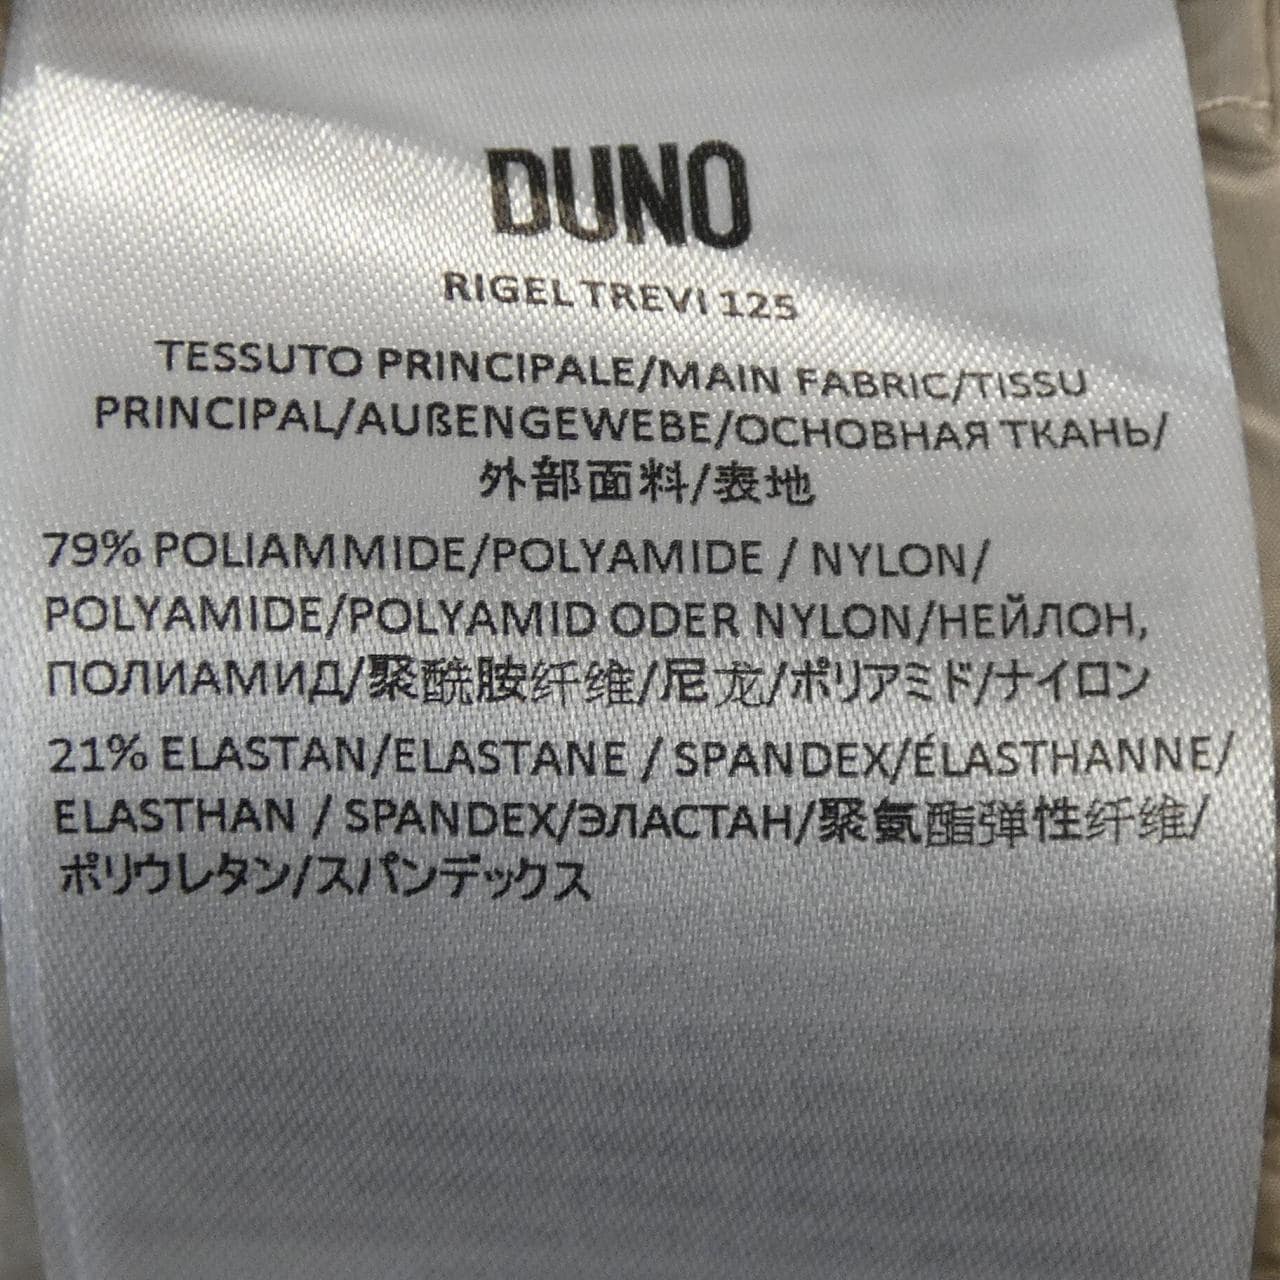 DUNO
RIGEL TREVI 125
TESSUTO PRINCIPALE/MAIN FABRIC/TISSU
PRINCIPAL/AUßENGEWEBE/ОСНОВНАЯ ТКАНЬ/
外部面料/表地
79% POLIAMMIDE/POLYAMIDE / NYLON/
POLYAMIDE/POLYAMID ODER NYLON/НЕЙЛОН,
ПОЛИАМИД/聚酰胺纤维/尼龙/ポリアミド/ナイロン
21% ELASTAN/ELASTANE / SPANDEX/ÉLASTHANNE/
ELASTHAN / SPANDEX/ЭЛАСТАН/聚氨酯弹性纤维/
ポリウレタン/スパンデックス